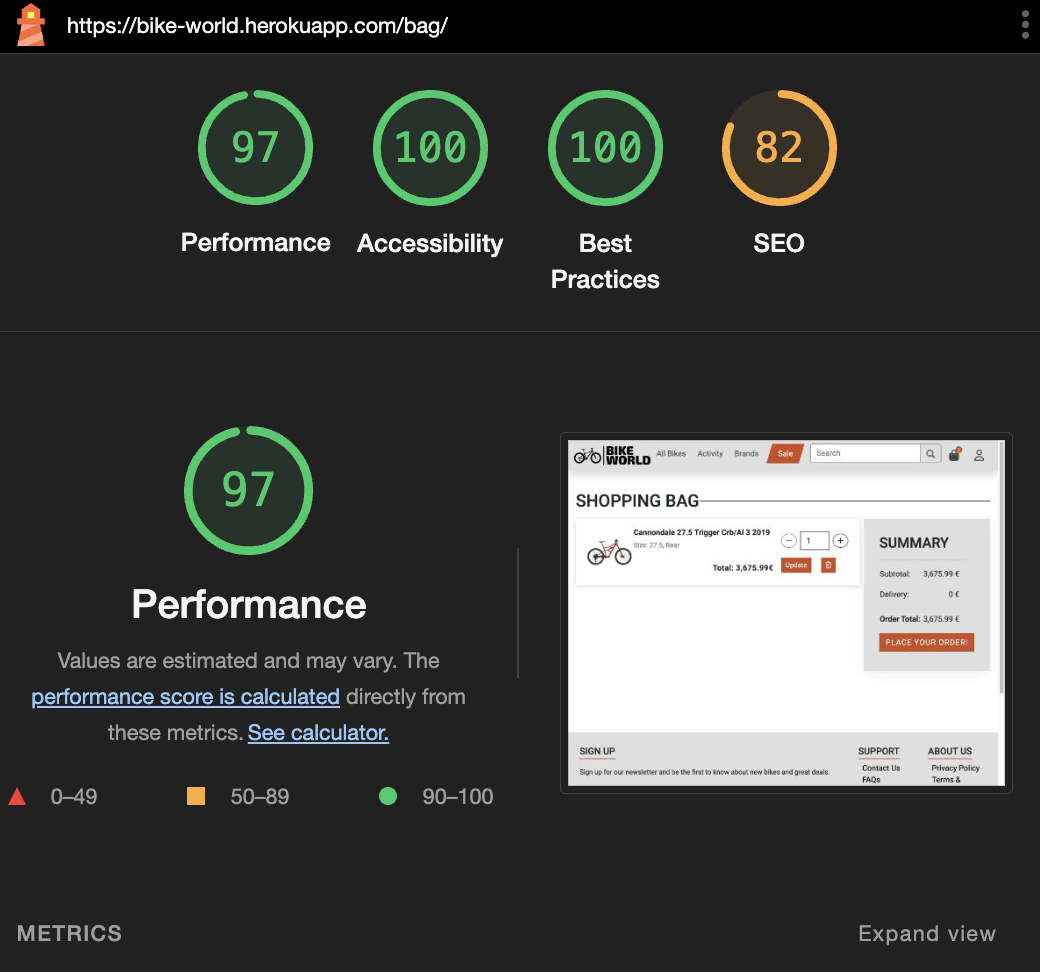 https://bike-world.herokuapp.com/bag/
97
100
100
82
Performance
Accessibility
Best
Practices
SEO
97
Performance
Values are estimated and may vary. The
performance score is calculated directly from
these metrics. See calculator.
0–49
50–89
90–100
BIKE
WORLD
All Bikes
Activity
Brands
Sale
Search
SHOPPING BAG
Cannondale 27.5 Trigger Crb/Al 3 2019
Size: 27.5, Rear
1
Total: 3,675.99€
Update
SUMMARY
Subtotal: 3,675.99 €
Delivery: 0 €
Order Total: 3,675.99 €
PLACE YOUR ORDER!
SIGN UP
Sign up for our newsletter and be the first to know about new bikes and great deals.
SUPPORT
Contact Us
FAQs
ABOUT US
Privacy Policy
Terms &
METRICS
Expand view